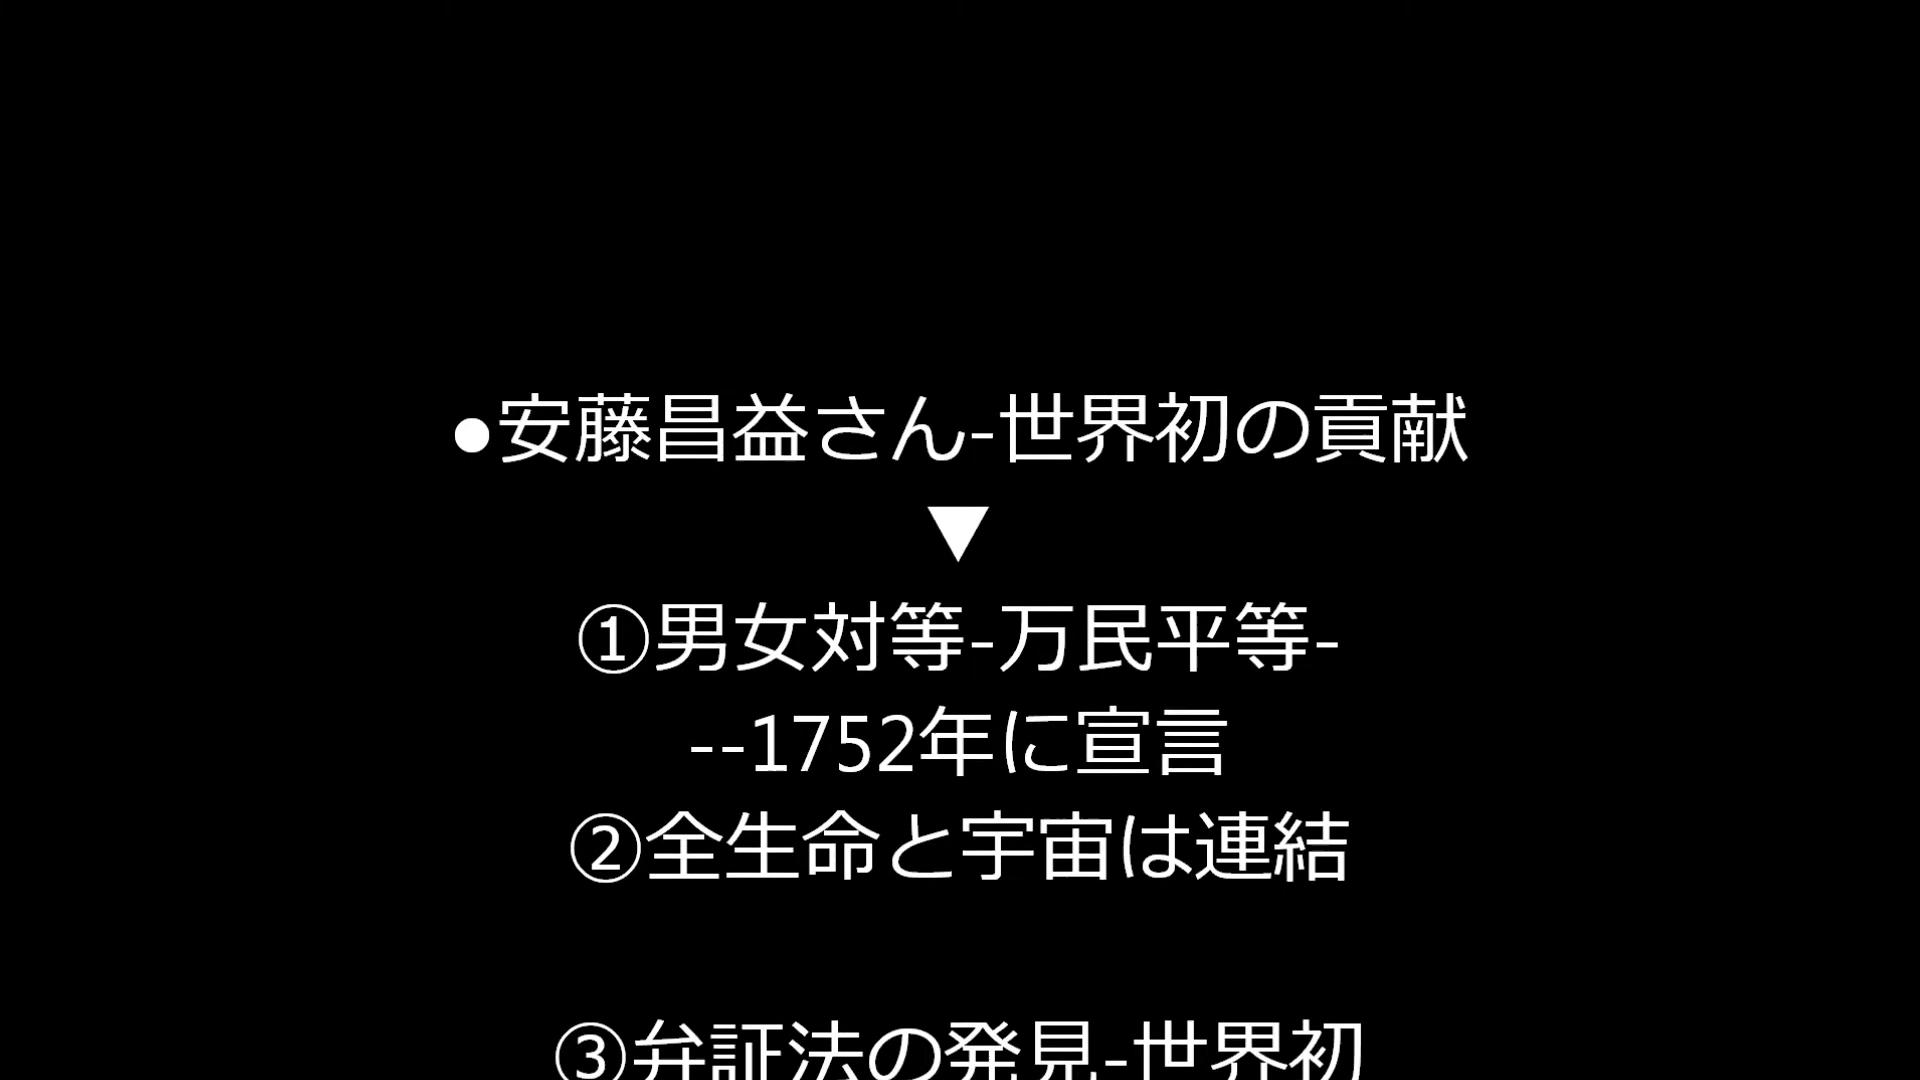 ●安藤昌益さん-世界初の貢献
▼
①男女対等-万民平等-
--1752年に宣言
②全生命と宇宙は連結
③弁証法の発見-世界初